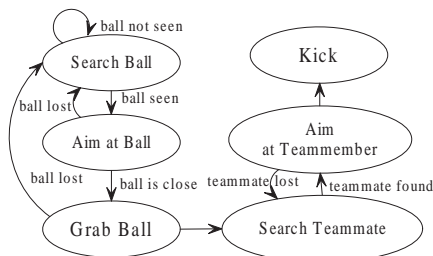 ball not seen
Search Ball
Kick
ball lost
ball seen
Aim at Ball
Aim
at Teammember
ball lost
ball is close
teammate lost
teammate found
Grab Ball
Search Teammate